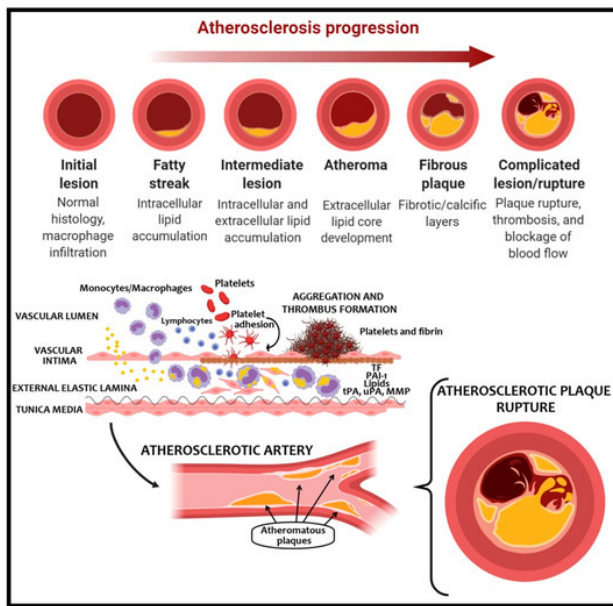 Atherosclerosis progression
Initial
lesion
Normal
histology,
macrophage
infiltration
Fatty
streak
Intracellular
lipid
accumulation
Intermediate
lesion
Intracellular and
extracellular lipid
accumulation
Atheroma
Extracellular
lipid core
development
Fibrous
plaque
Fibrotic/calcific
layers
Complicated
lesion/rupture
Plaque rupture,
thrombosis, and
blockage of
blood flow
Monocytes/Macrophages
Platelets
Lymphocytes
Platelet
adhesion
AGGREGATION AND
THROMBUS FORMATION
Platelets and fibrin
VASCULAR LUMEN
VASCULAR
INTIMA
EXTERNAL ELASTIC LAMINA
TUNICA MEDIA
TF
PAI-1
Lipids
tPA, uPA, MMP
ATHEROSCLEROTIC ARTERY
Atheromatous
plaques
ATHEROSCLEROTIC PLAQUE
RUPTURE